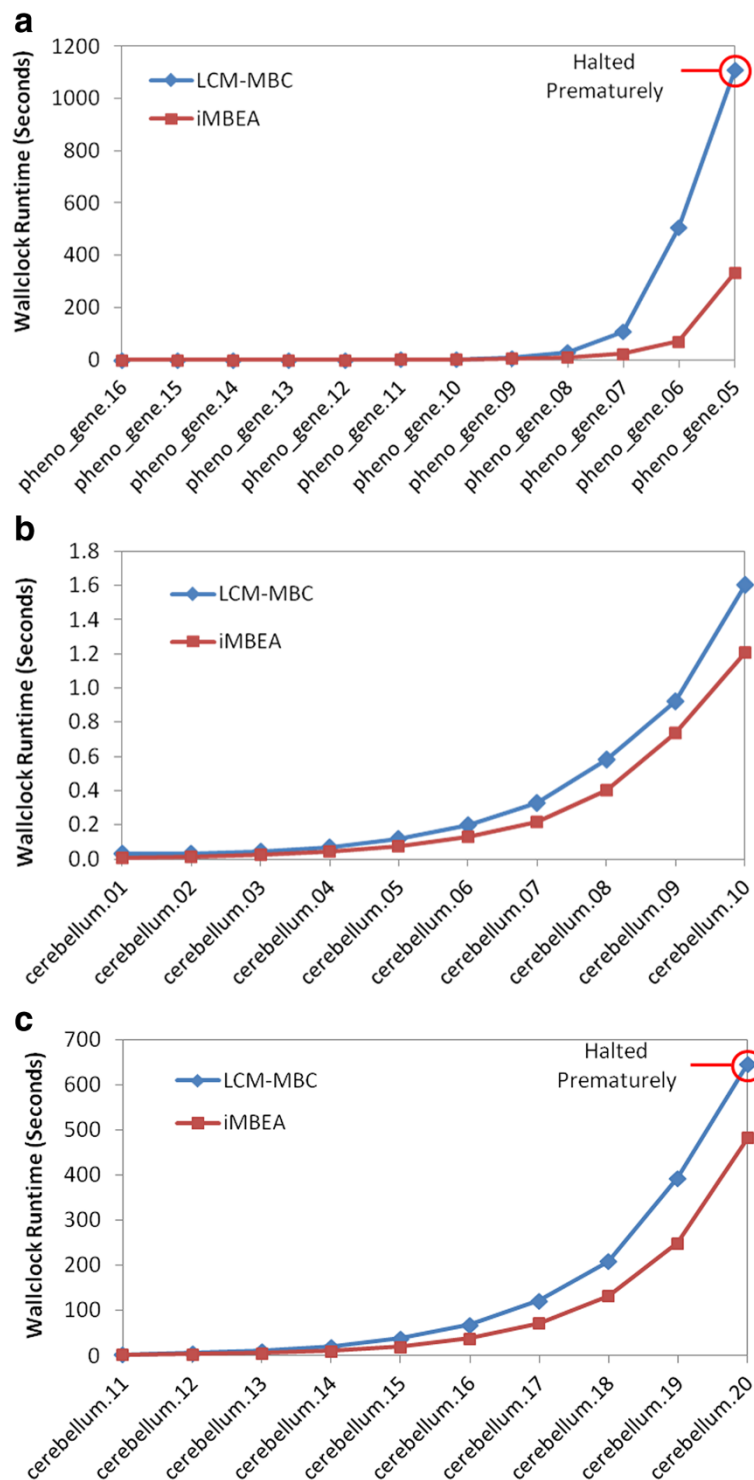 a
1200
1000
800
600
400
200
0
Wallclock Runtime (Seconds)
LCM-MBC
iMBEA
Halted
Prematurely
pheno_gene.16
pheno_gene.15
pheno_gene.14
pheno_gene.13
pheno_gene.12
pheno_gene.11
pheno_gene.10
pheno_gene.09
pheno_gene.08
pheno_gene.07
pheno_gene.06
pheno_gene.05
b
1.8
1.6
1.4
1.2
1.0
0.8
0.6
0.4
0.2
0.0
Wallclock Runtime (Seconds)
LCM-MBC
iMBEA
cerebellum.01
cerebellum.02
cerebellum.03
cerebellum.04
cerebellum.05
cerebellum.06
cerebellum.07
cerebellum.08
cerebellum.09
cerebellum.10
c
700
600
500
400
300
200
100
0
Wallclock Runtime (Seconds)
LCM-MBC
iMBEA
Halted
Prematurely
cerebellum.11
cerebellum.12
cerebellum.13
cerebellum.14
cerebellum.15
cerebellum.16
cerebellum.17
cerebellum.18
cerebellum.19
cerebellum.20